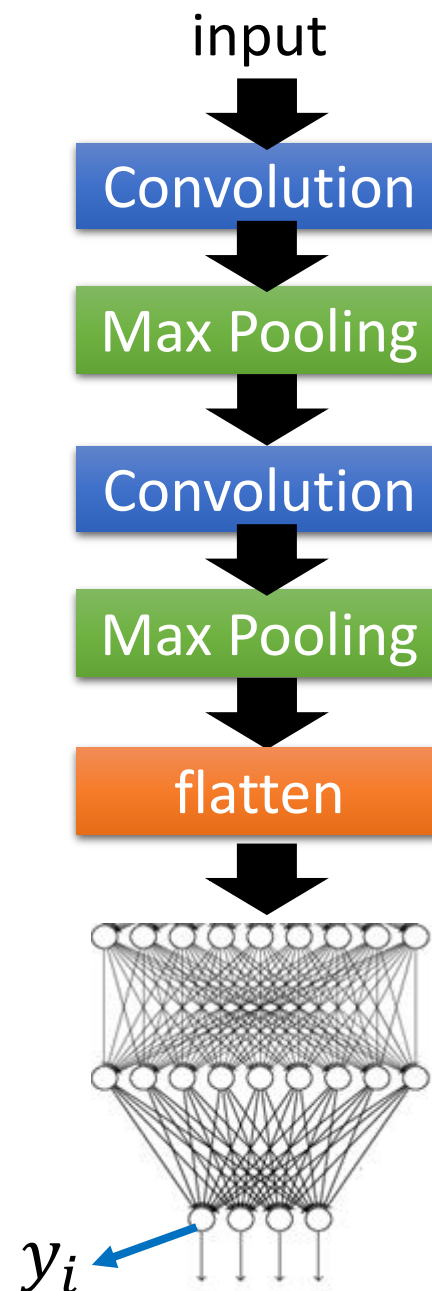 input
Convolution
Max Pooling
Convolution
Max Pooling
flatten
y_i